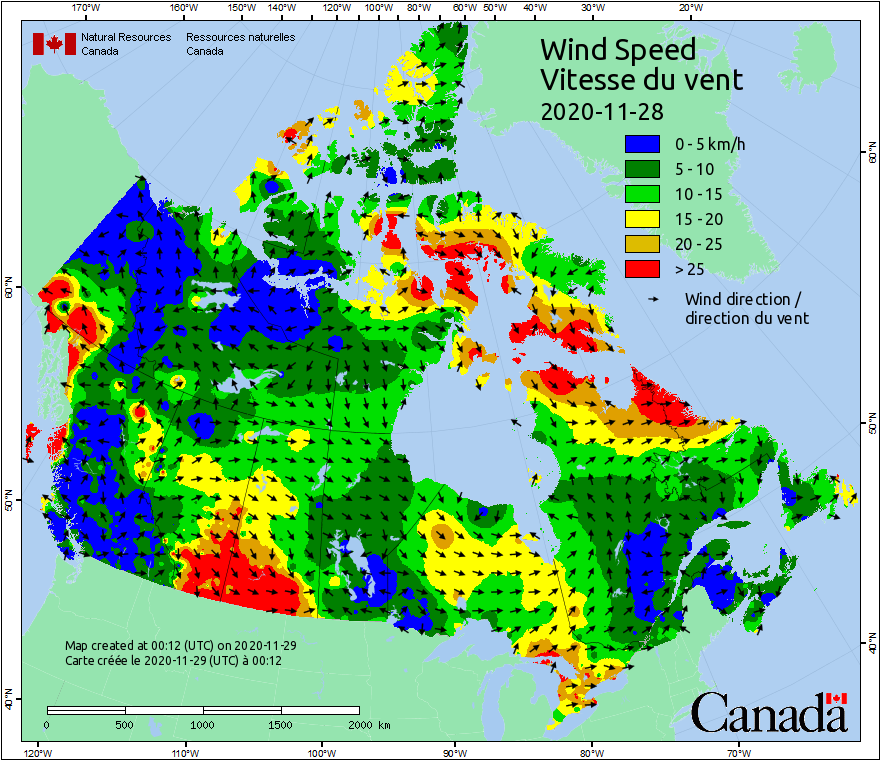 170°W 160°W 150°W 140°W 130°W 120°W 110°W 100°W 90°W 80°W 70°W 60°W 50°W 40°W 30°W 20°W
Natural Resources Canada
Ressources naturelles Canada
Wind Speed
Vitesse du vent
2020-11-28
0 - 5 km/h
5 - 10
10 - 15
15 - 20
20 - 25
> 25
Wind direction /
direction du vent
60°N
60°N
50°N
50°N
40°N
40°N
Map created at 00:12 (UTC) on 2020-11-29
Carte créée le 2020-11-29 (UTC) à 00:12
0 500 1000 1500 2000 km
Canada
120°W 110°W 100°W 90°W 80°W 70°W